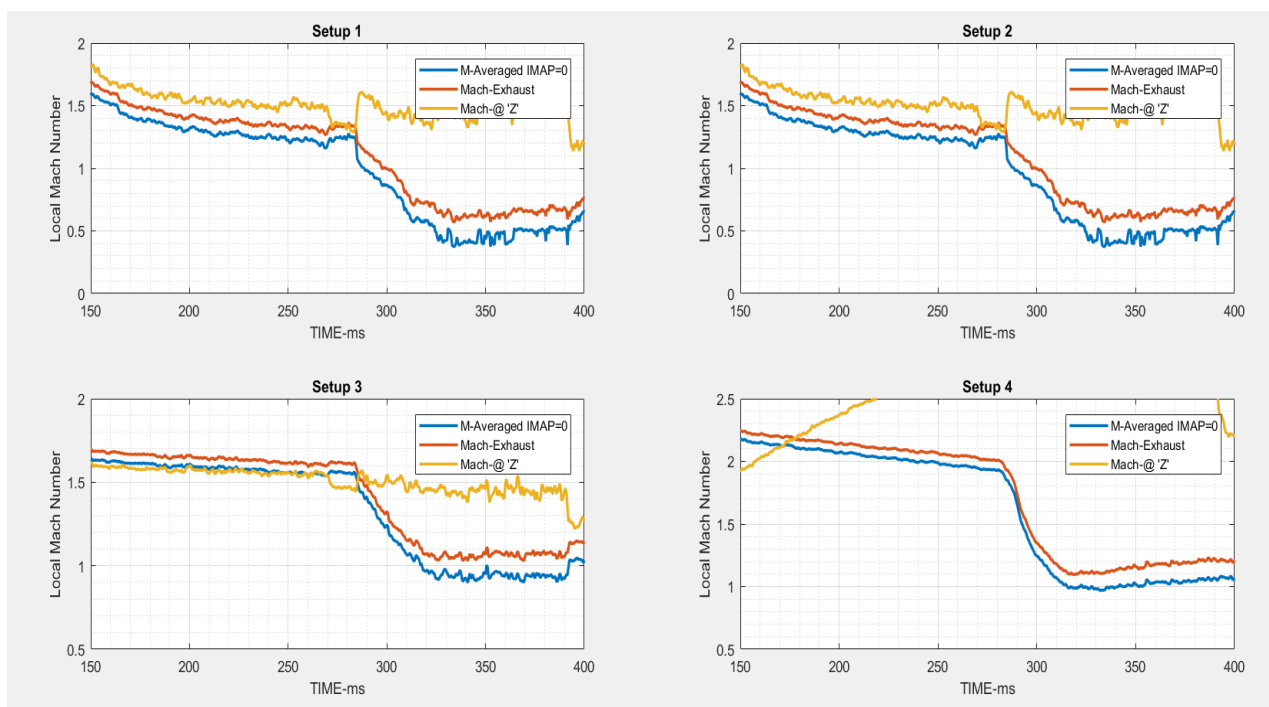 Setup 1
2
1.5
1
0.5
0
Local Mach Number
150 200 250 300 350 400
TIME-ms
M-Averaged IMAP=0
Mach-Exhaust
Mach-@ 'Z'
Setup 2
2
1.5
1
0.5
0
Local Mach Number
150 200 250 300 350 400
TIME-ms
M-Averaged IMAP=0
Mach-Exhaust
Mach-@ 'Z'
Setup 3
2
1.5
1
0.5
Local Mach Number
150 200 250 300 350 400
TIME-ms
M-Averaged IMAP=0
Mach-Exhaust
Mach-@ 'Z'
Setup 4
2.5
2
1.5
1
0.5
Local Mach Number
150 200 250 300 350 400
TIME-ms
M-Averaged IMAP=0
Mach-Exhaust
Mach-@ 'Z'